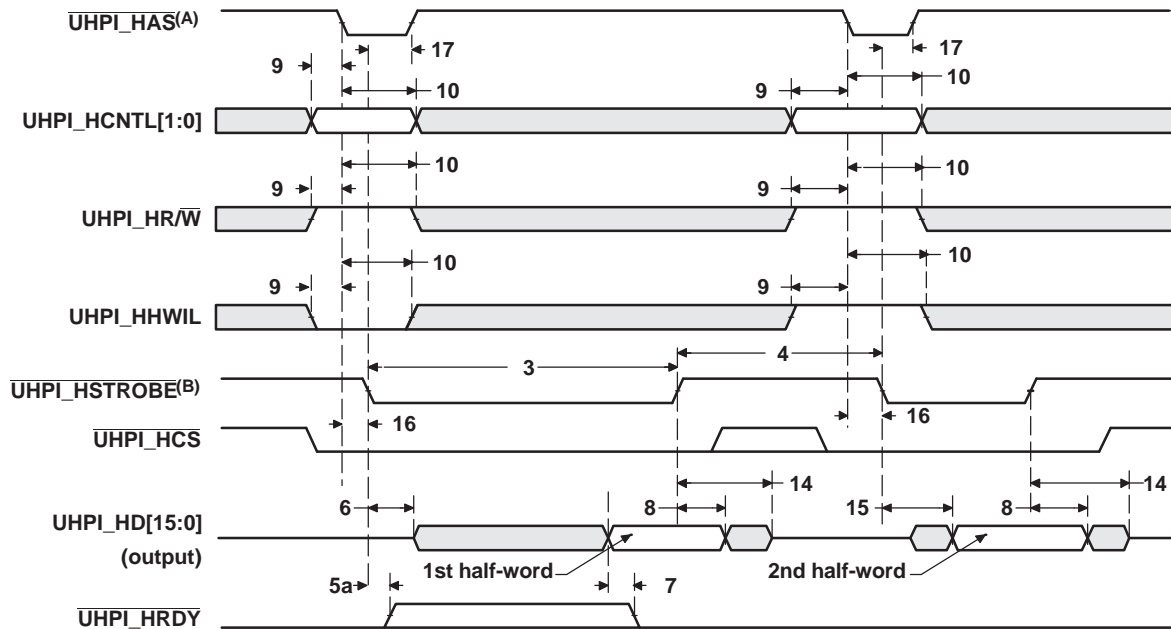 UHPI_HAS(A)
17
17
9
10
9
10
UHPI_HCNTL[1:0]
10
10
9
9
UHPI_HR/W
10
10
9
9
UHPI_HHWIL
3
4
UHPI_HSTROBE(B)
16
16
UHPI_HCS
14
14
6
8
15
8
UHPI_HD[15:0]
(output)
1st half-word
2nd half-word
5a
7
UHPI_HRDY